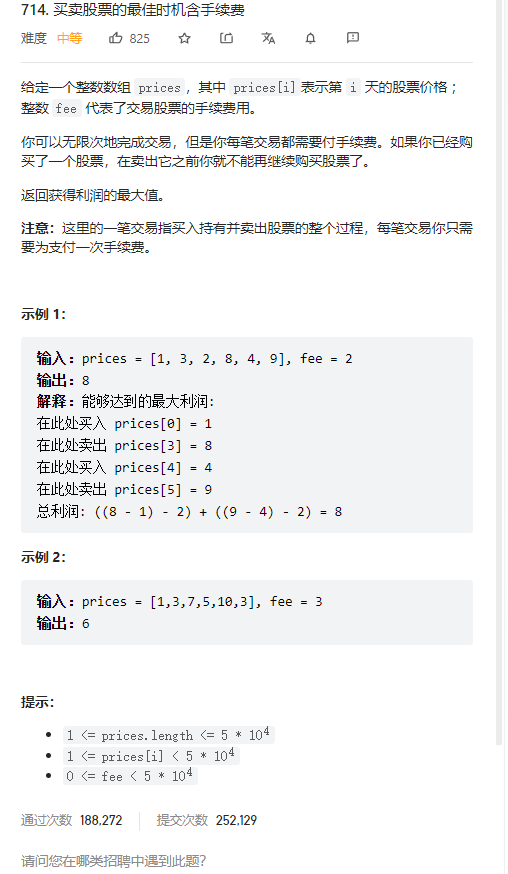 714. 买卖股票的最佳时机含手续费
难度 中等 825
给定一个整数数组 prices，其中 prices[i]表示第 i 天的股票价格 ；
整数 fee 代表了交易股票的手续费用。
你可以无限次地完成交易，但是你每笔交易都需要付手续费。如果你已经购
买了一个股票，在卖出它之前你就不能再继续购买股票了。
返回获得利润的最大值。
注意：这里的一笔交易指买入持有并卖出股票的整个过程，每笔交易你只需
要为支付一次手续费。
示例 1：
输入：prices = [1, 3, 2, 8, 4, 9], fee = 2
输出：8
解释：能够达到的最大利润:
在此处买入 prices[0] = 1
在此处卖出 prices[3] = 8
在此处买入 prices[4] = 4
在此处卖出 prices[5] = 9
总利润: ((8 - 1) - 2) + ((9 - 4) - 2) = 8
示例 2：
输入：prices = [1,3,7,5,10,3], fee = 3
输出：6
提示：
1 <= prices.length <= 5 * 10⁴
1 <= prices[i] < 5 * 10⁴
0 <= fee < 5 * 10⁴
通过次数 188,272 提交次数 252,129
请问您在哪类招聘中遇到此题？